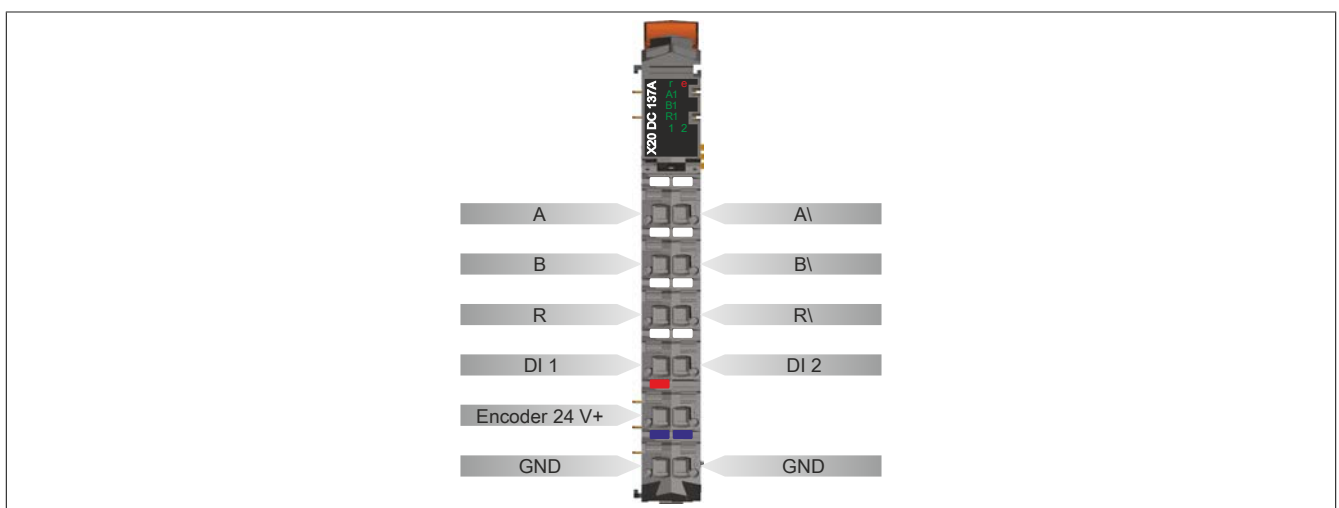 X20 DC 137A
r e
A1
B1
R1
1 2
A A\
B B\
R R\
DI 1 DI 2
Encoder 24 V+
GND GND